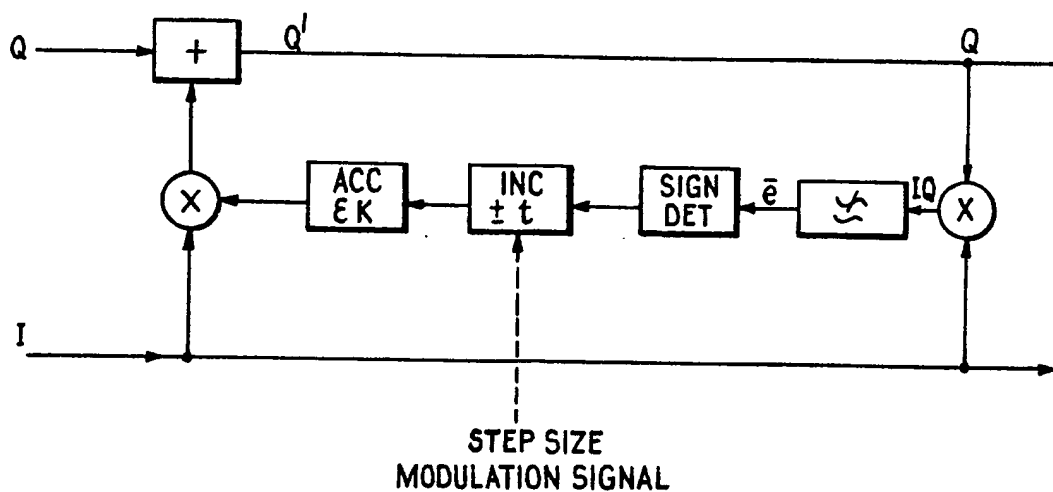 Q
+
Q'
Q
X
ACC
εK
INC
± t
SIGN
DET
ē
IQ
X
I
STEP SIZE
MODULATION SIGNAL